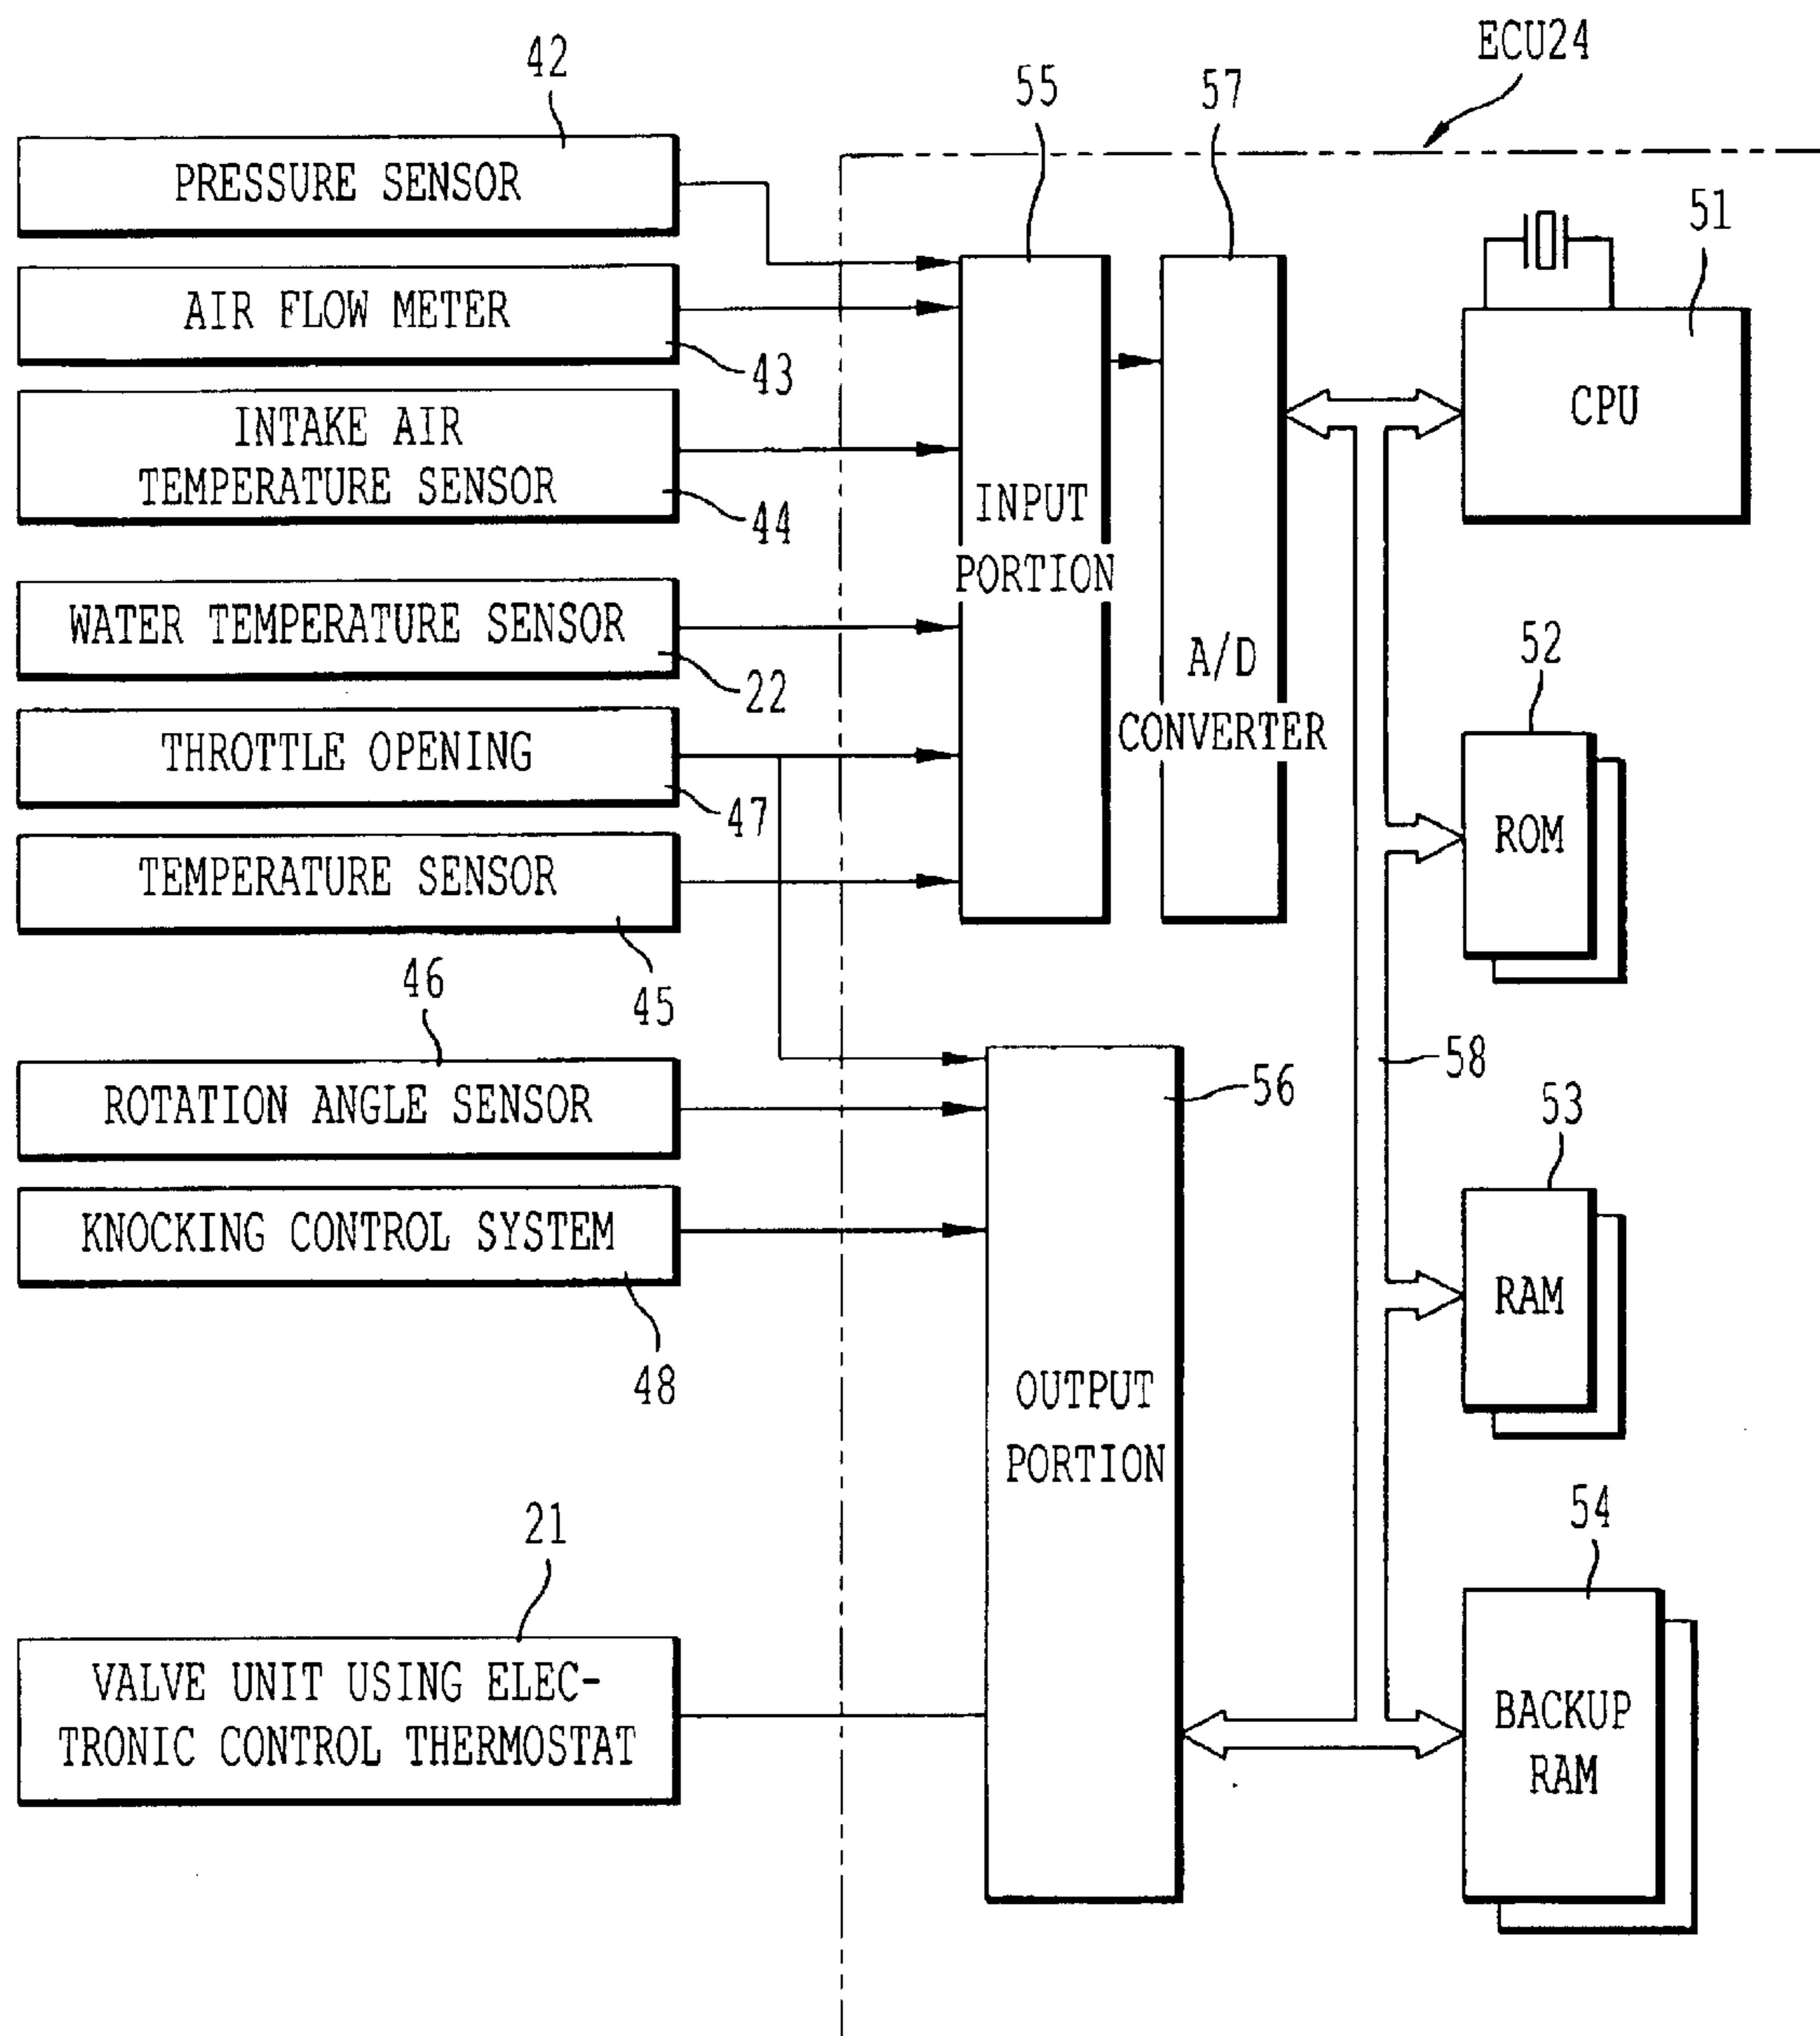 ECU24
42
PRESSURE SENSOR
55
57
51
AIR FLOW METER
43
CPU
INTAKE AIR
TEMPERATURE SENSOR
44
INPUT
PORTION
WATER TEMPERATURE SENSOR
22
A/D
CONVERTER
52
ROM
THROTTLE OPENING
47
TEMPERATURE SENSOR
45
46
ROTATION ANGLE SENSOR
56
58
53
RAM
KNOCKING CONTROL SYSTEM
48
OUTPUT
PORTION
21
VALVE UNIT USING ELEC-
TRONIC CONTROL THERMOSTAT
54
BACKUP
RAM